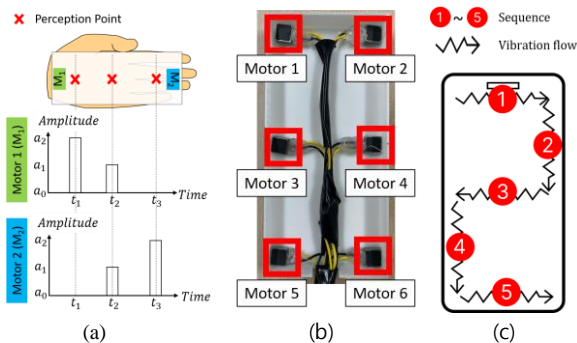 Perception Point
M₁
M₂
Motor 1 (M₁)
Amplitude
a₂
a₁
a₀
t₁
t₂
t₃
Time
Motor 2 (M₂)
Amplitude
a₂
a₁
a₀
t₁
t₂
t₃
Time
(a)
Motor 1
Motor 2
Motor 3
Motor 4
Motor 5
Motor 6
(b)
1 ~ 5 Sequence
Vibration flow
1
2
3
4
5
(c)